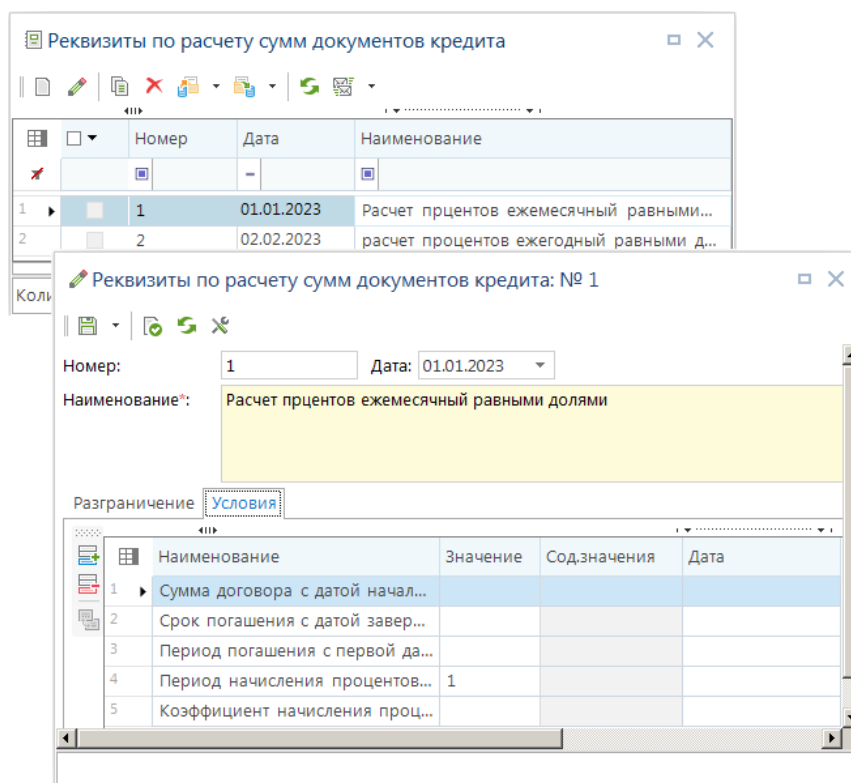 Реквизиты по расчету сумм документов кредита
Номер Дата Наименование
1 1 01.01.2023 Расчет прцентов ежемесячный равными...
2 2 02.02.2023 расчет процентов ежегодный равными д...
Коли
Реквизиты по расчету сумм документов кредита: № 1
Номер: 1 Дата: 01.01.2023
Наименование*: Расчет прцентов ежемесячный равными долями
Разграничение Условия
Наименование Значение Сод.значения Дата
1 Сумма договора с датой начал...
2 Срок погашения с датой завер...
3 Период погашения с первой да...
4 Период начисления процентов... 1
5 Коэффициент начисления проц...